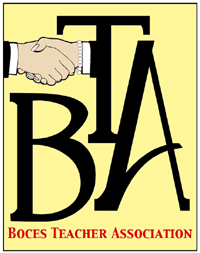 BTA
BOCES TEACHER ASSOCIATION